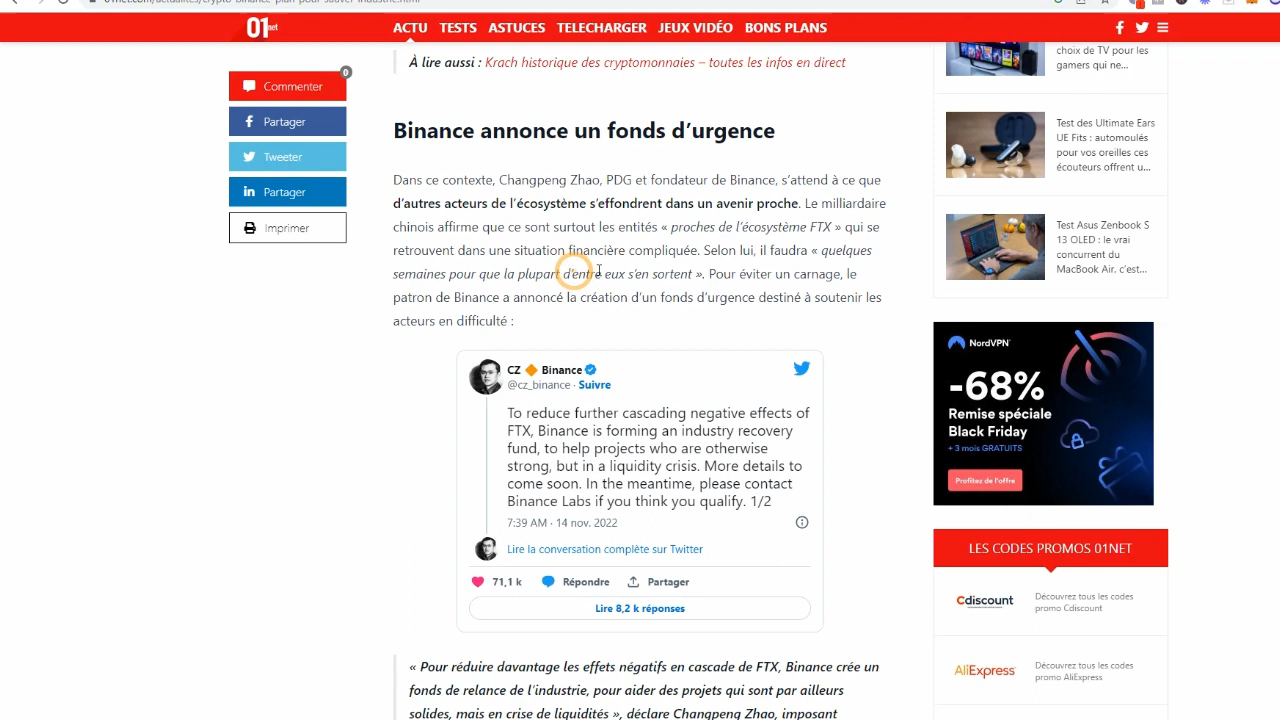 01net.com/actualites/crypto-binance-plan-pour-sauver-industrie.html
01net
ACTU TESTS ASTUCES TELECHARGER JEUX VIDÉO BONS PLANS
0
Commenter
Partager
Tweeter
Partager
Imprimer
À lire aussi : Krach historique des cryptomonnaies – toutes les infos en direct
Binance annonce un fonds d’urgence
Dans ce contexte, Changpeng Zhao, PDG et fondateur de Binance, s’attend à ce que
d’autres acteurs de l’écosystème s’effondrent dans un avenir proche. Le milliardaire
chinois affirme que ce sont surtout les entités « proches de l’écosystème FTX » qui se
retrouvent dans une situation financière compliquée. Selon lui, il faudra « quelques
semaines pour que la plupart d’entre eux s’en sortent ». Pour éviter un carnage, le
patron de Binance a annoncé la création d’un fonds d’urgence destiné à soutenir les
acteurs en difficulté :
CZ Binance
@cz_binance · Suivre
To reduce further cascading negative effects of
FTX, Binance is forming an industry recovery
fund, to help projects who are otherwise
strong, but in a liquidity crisis. More details to
come soon. In the meantime, please contact
Binance Labs if you think you qualify. 1/2
7:39 AM · 14 nov. 2022
Lire la conversation complète sur Twitter
71,1 k Répondre Partager
Lire 8,2 k réponses
« Pour réduire davantage les effets négatifs en cascade de FTX, Binance crée un
fonds de relance de l’industrie, pour aider des projets qui sont par ailleurs
solides, mais en crise de liquidités », déclare Changpeng Zhao, imposant
choix de TV pour les
gamers qui ne...
Test des Ultimate Ears
UE Fits : automoulés
pour vos oreilles ces
écouteurs offrent u...
Test Asus Zenbook S
13 OLED : le vrai
concurrent du
MacBook Air, c’est...
NordVPN
-68%
Remise spéciale
Black Friday
+ 3 mois GRATUITS
Profitez de l'offre
LES CODES PROMOS 01NET
Cdiscount
Découvrez tous les codes
promo Cdiscount
AliExpress
Découvrez tous les codes
promo AliExpress